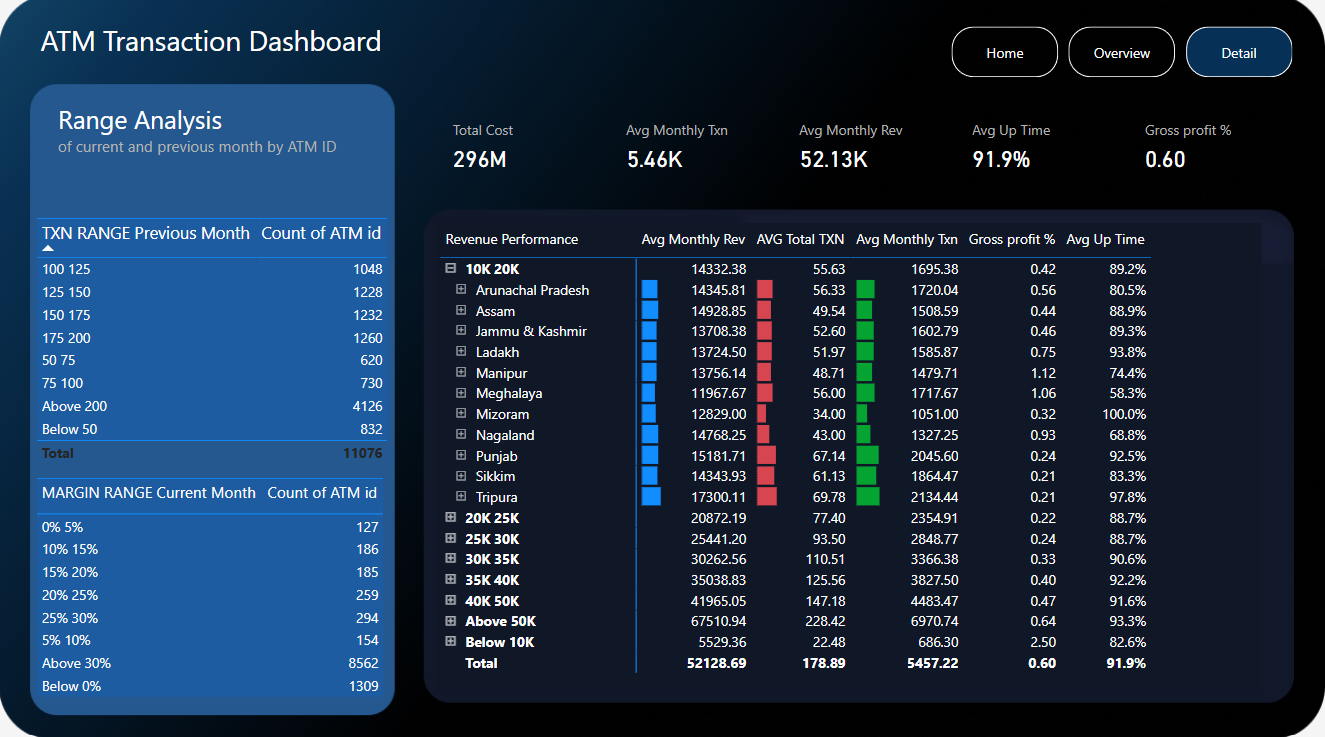 ATM Transaction Dashboard
Home
Overview
Detail
Range Analysis
of current and previous month by ATM ID
TXN RANGE Previous Month Count of ATM id
100 125 1048
125 150 1228
150 175 1232
175 200 1260
50 75 620
75 100 730
Above 200 4126
Below 50 832
Total 11076
MARGIN RANGE Current Month Count of ATM id
0% 5% 127
10% 15% 186
15% 20% 185
20% 25% 259
25% 30% 294
5% 10% 154
Above 30% 8562
Below 0% 1309
Total Cost Avg Monthly Txn Avg Monthly Rev Avg Up Time Gross profit %
296M 5.46K 52.13K 91.9% 0.60
Revenue Performance Avg Monthly Rev AVG Total TXN Avg Monthly Txn Gross profit % Avg Up Time
10K 20K 14332.38 55.63 1695.38 0.42 89.2%
Arunachal Pradesh 14345.81 56.33 1720.04 0.56 80.5%
Assam 14928.85 49.54 1508.59 0.44 88.9%
Jammu & Kashmir 13708.38 52.60 1602.79 0.46 89.3%
Ladakh 13724.50 51.97 1585.87 0.75 93.8%
Manipur 13756.14 48.71 1479.71 1.12 74.4%
Meghalaya 11967.67 56.00 1717.67 1.06 58.3%
Mizoram 12829.00 34.00 1051.00 0.32 100.0%
Nagaland 14768.25 43.00 1327.25 0.93 68.8%
Punjab 15181.71 67.14 2045.60 0.24 92.5%
Sikkim 14343.93 61.13 1864.47 0.21 83.3%
Tripura 17300.11 69.78 2134.44 0.21 97.8%
20K 25K 20872.19 77.40 2354.91 0.22 88.7%
25K 30K 25441.20 93.50 2848.77 0.24 88.7%
30K 35K 30262.56 110.51 3366.38 0.33 90.6%
35K 40K 35038.83 125.56 3827.50 0.40 92.2%
40K 50K 41965.05 147.18 4483.47 0.47 91.6%
Above 50K 67510.94 228.42 6970.74 0.64 93.3%
Below 10K 5529.36 22.48 686.30 2.50 82.6%
Total 52128.69 178.89 5457.22 0.60 91.9%